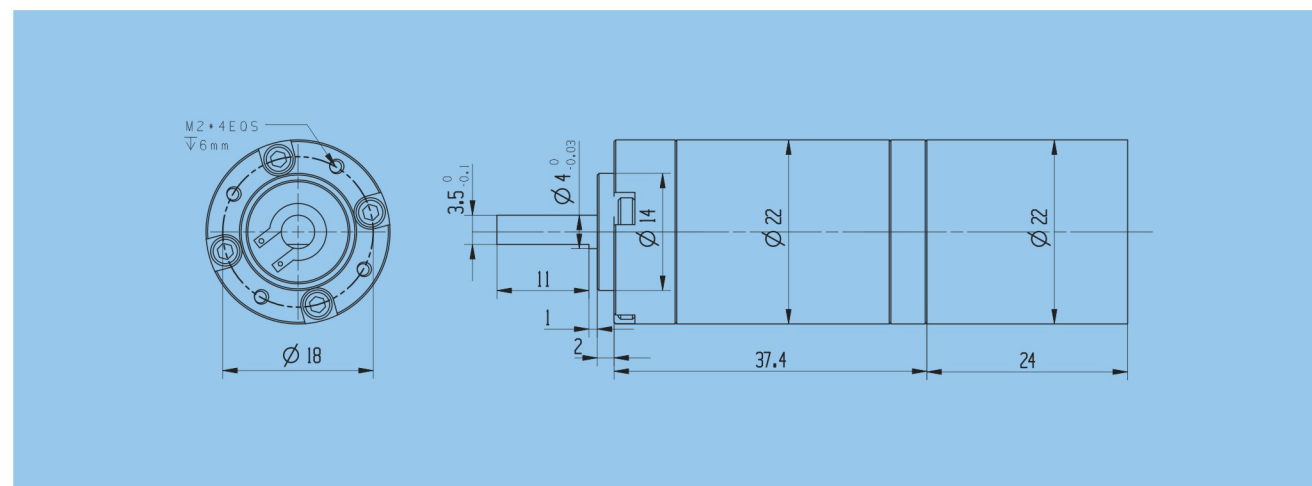 M2*4EQS
↧6mm
Ø 18
3.5 0 -0.1
Ø 4 0 -0.03
Ø 14
Ø 22
Ø 22
11
1
2
37.4
24